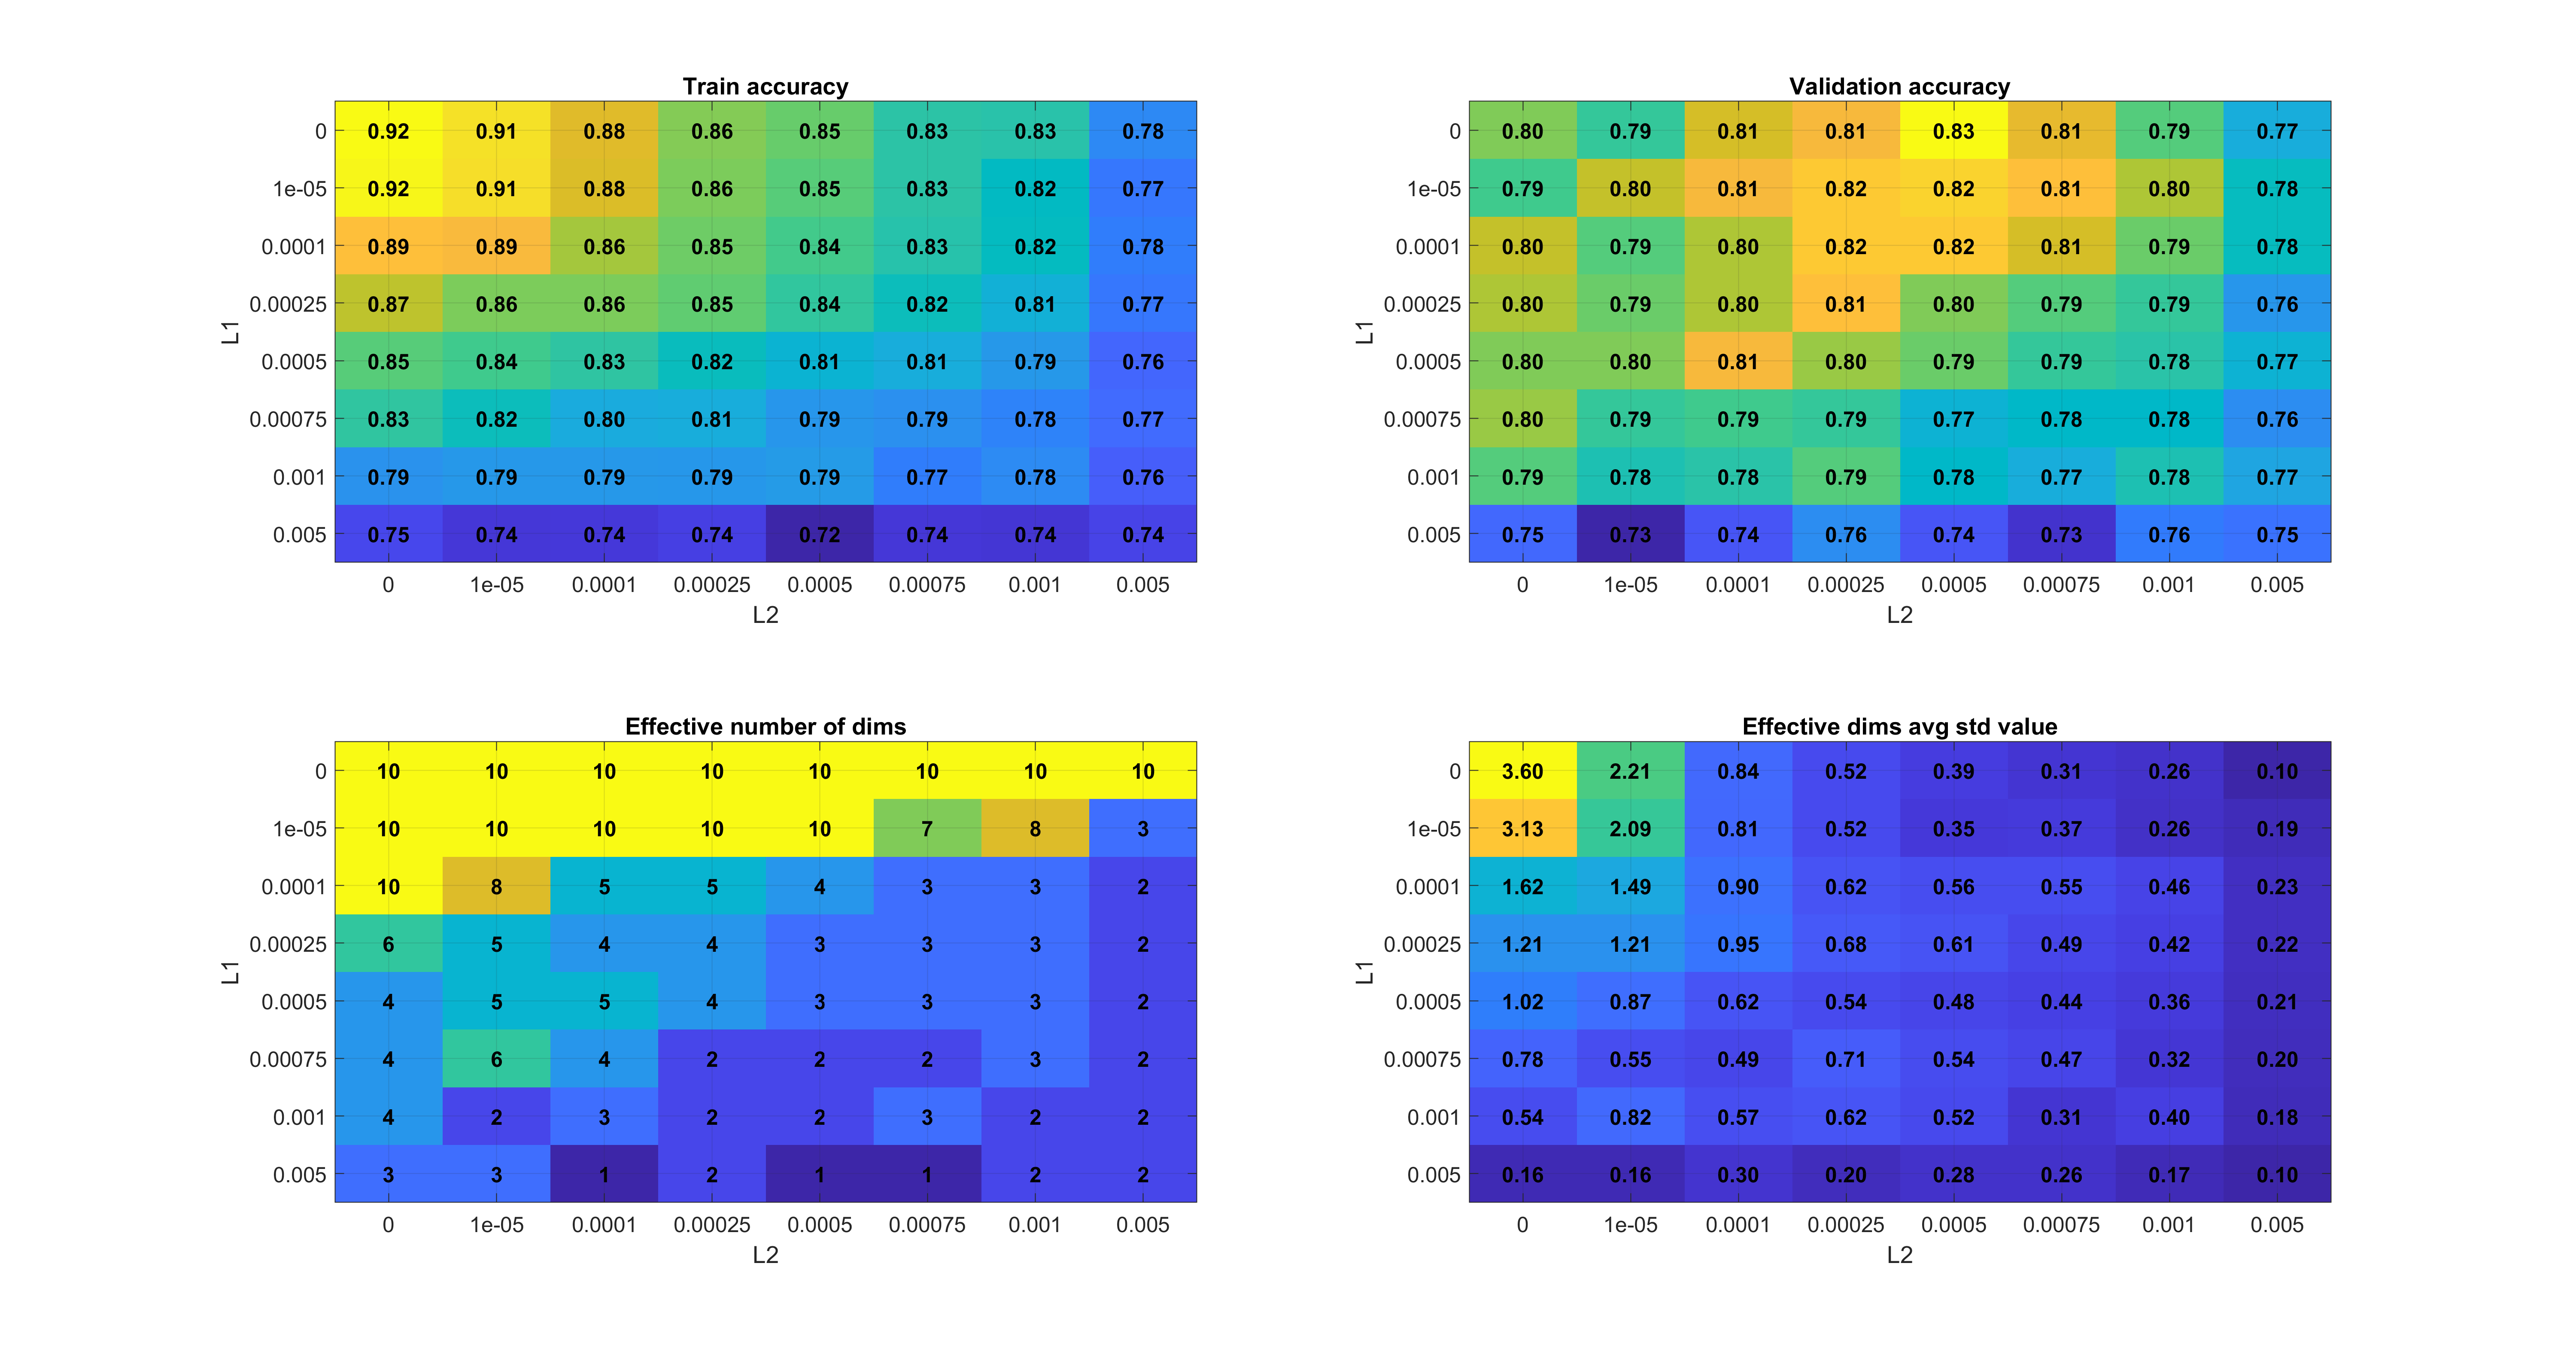 Train accuracy
0 0.92 0.91 0.88 0.86 0.85 0.83 0.83 0.78
1e-05 0.92 0.91 0.88 0.86 0.85 0.83 0.82 0.77
0.0001 0.89 0.89 0.86 0.85 0.84 0.83 0.82 0.78
0.00025 0.87 0.86 0.86 0.85 0.84 0.82 0.81 0.77
L1
0.0005 0.85 0.84 0.83 0.82 0.81 0.81 0.79 0.76
0.00075 0.83 0.82 0.80 0.81 0.79 0.79 0.78 0.77
0.001 0.79 0.79 0.79 0.79 0.79 0.77 0.78 0.76
0.005 0.75 0.74 0.74 0.74 0.72 0.74 0.74 0.74
0 1e-05 0.0001 0.00025 0.0005 0.00075 0.001 0.005
L2
Validation accuracy
0 0.80 0.79 0.81 0.81 0.83 0.81 0.79 0.77
1e-05 0.79 0.80 0.81 0.82 0.82 0.81 0.80 0.78
0.0001 0.80 0.79 0.80 0.82 0.82 0.81 0.79 0.78
0.00025 0.80 0.79 0.80 0.81 0.80 0.79 0.79 0.76
L1
0.0005 0.80 0.80 0.81 0.80 0.79 0.79 0.78 0.77
0.00075 0.80 0.79 0.79 0.79 0.77 0.78 0.78 0.76
0.001 0.79 0.78 0.78 0.79 0.78 0.77 0.78 0.77
0.005 0.75 0.73 0.74 0.76 0.74 0.73 0.76 0.75
0 1e-05 0.0001 0.00025 0.0005 0.00075 0.001 0.005
L2
Effective number of dims
0 10 10 10 10 10 10 10 10
1e-05 10 10 10 10 10 7 8 3
0.0001 10 8 5 5 4 3 3 2
0.00025 6 5 4 4 3 3 3 2
L1
0.0005 4 5 5 4 3 3 3 2
0.00075 4 6 4 2 2 2 3 2
0.001 4 2 3 2 2 3 2 2
0.005 3 3 1 2 1 1 2 2
0 1e-05 0.0001 0.00025 0.0005 0.00075 0.001 0.005
L2
Effective dims avg std value
0 3.60 2.21 0.84 0.52 0.39 0.31 0.26 0.10
1e-05 3.13 2.09 0.81 0.52 0.35 0.37 0.26 0.19
0.0001 1.62 1.49 0.90 0.62 0.56 0.55 0.46 0.23
0.00025 1.21 1.21 0.95 0.68 0.61 0.49 0.42 0.22
L1
0.0005 1.02 0.87 0.62 0.54 0.48 0.44 0.36 0.21
0.00075 0.78 0.55 0.49 0.71 0.54 0.47 0.32 0.20
0.001 0.54 0.82 0.57 0.62 0.52 0.31 0.40 0.18
0.005 0.16 0.16 0.30 0.20 0.28 0.26 0.17 0.10
0 1e-05 0.0001 0.00025 0.0005 0.00075 0.001 0.005
L2